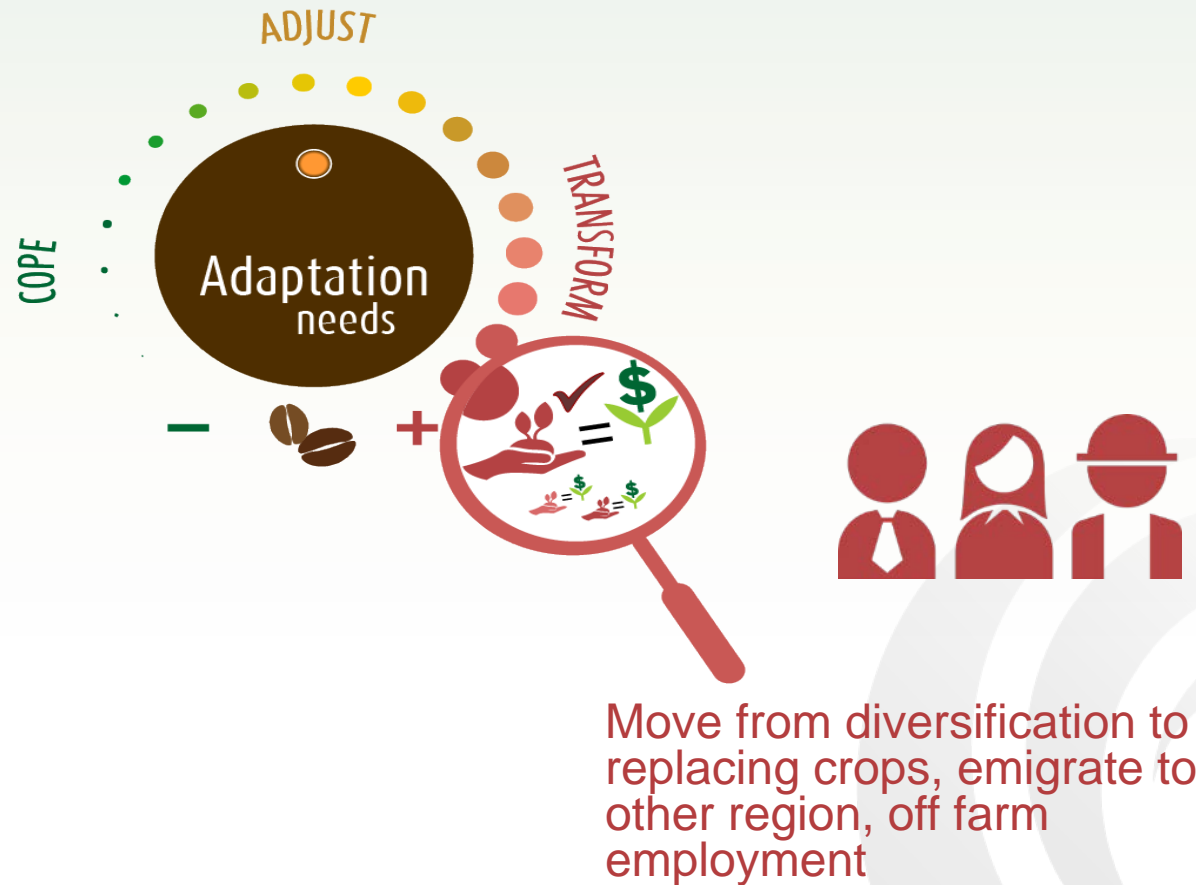 ADJUST
COPE
TRANSFORM
Adaptation
needs
-
+
$
=
$
=
$
=
Move from diversification to
replacing crops, emigrate to
other region, off farm
employment